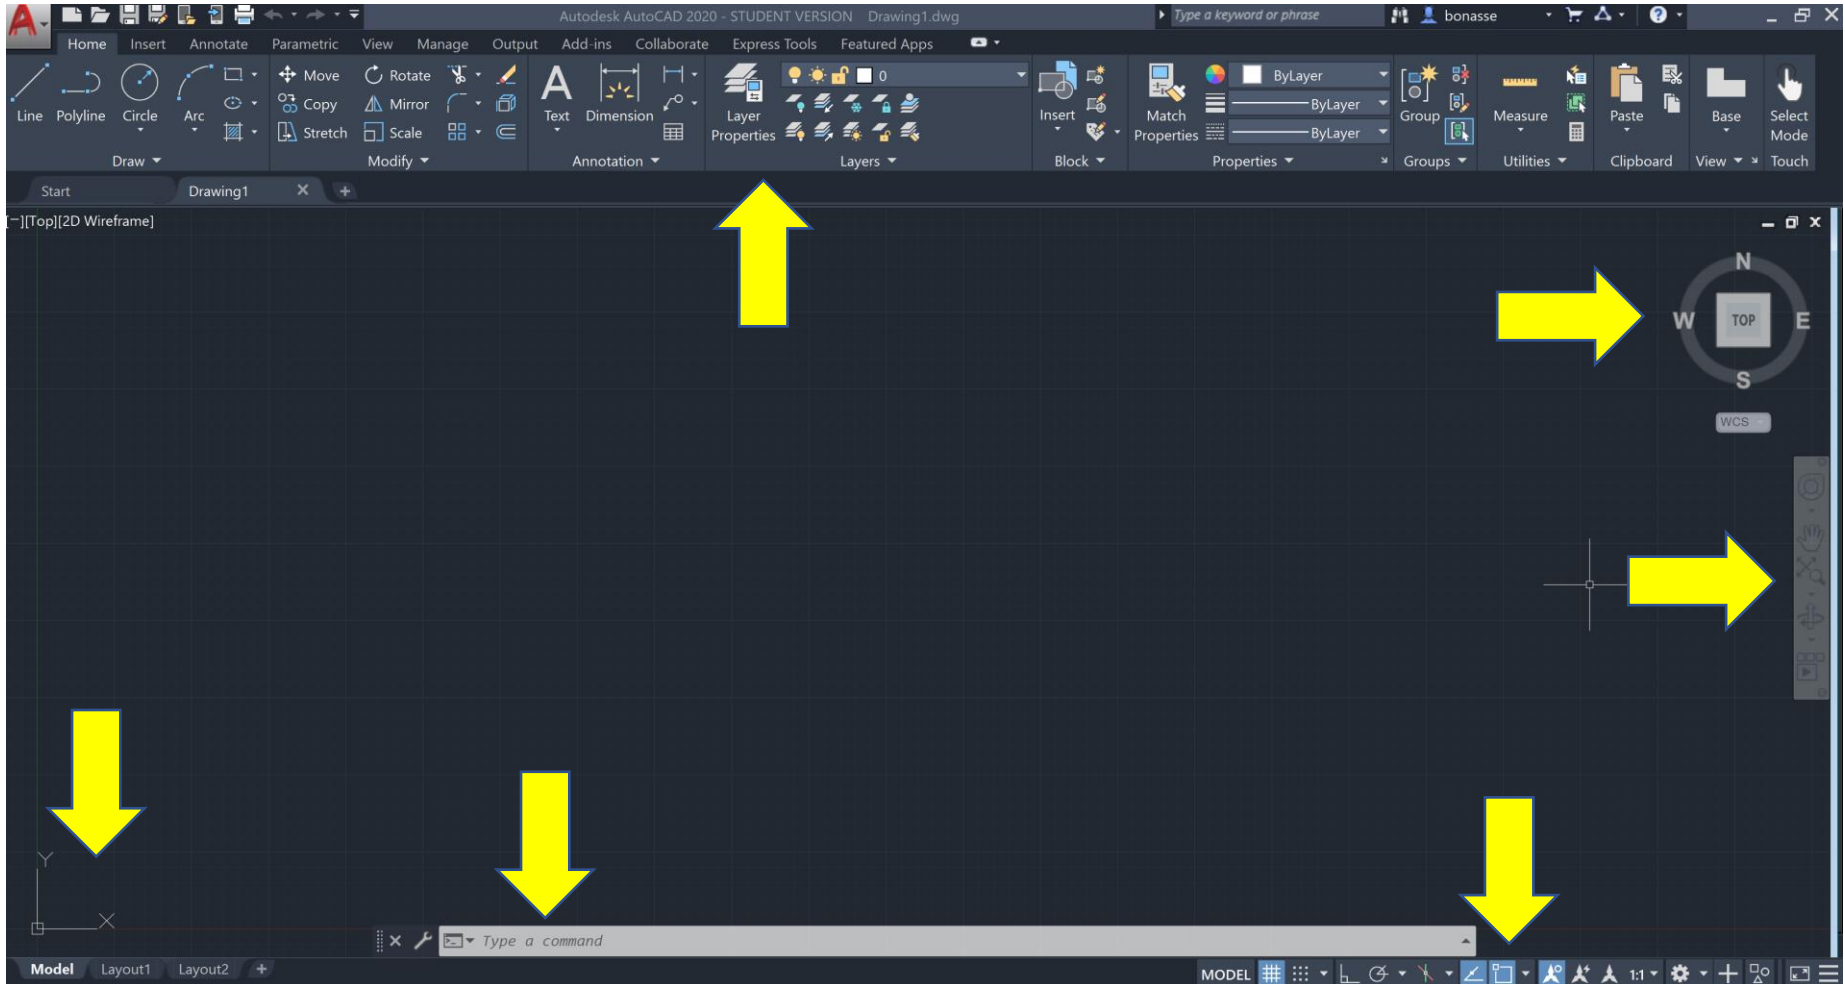 Autodesk AutoCAD 2020 - STUDENT VERSION Drawing1.dwg Type a keyword or phrase bonasse
Home Insert Annotate Parametric View Manage Output Add-ins Collaborate Express Tools Featured Apps
Move Rotate 0 ByLayer
Copy Mirror ByLayer
Line Polyline Circle Arc Text Dimension Layer Properties Insert Match Properties Group Measure Paste Base Select Mode
Stretch Scale ByLayer
Draw Modify Annotation Layers Block Properties Groups Utilities Clipboard View Touch
Start Drawing1
[−][Top][2D Wireframe]
N
W TOP E
S
WCS
Y
X
Type a command
Model Layout1 Layout2 MODEL 1:1